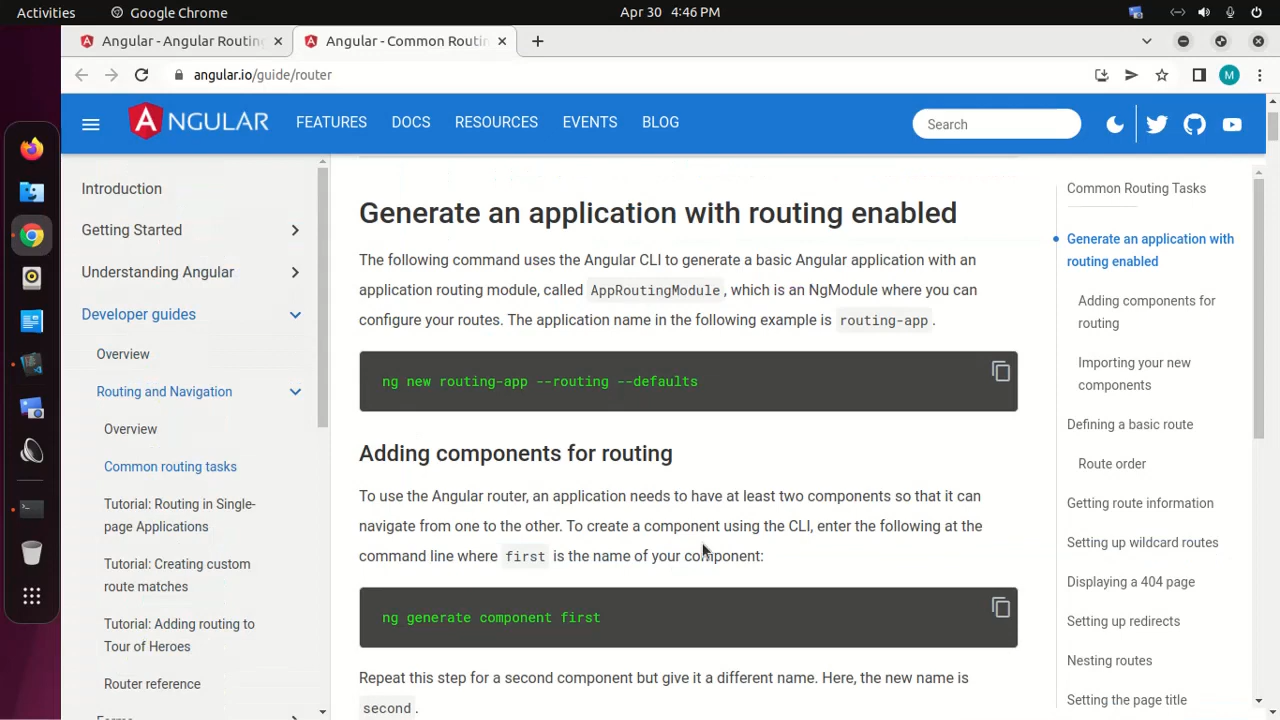 Activities
Google Chrome
Apr 30 4:46 PM
Angular - Angular Routing
Angular - Common Routin
angular.io/guide/router
M
ANGULAR
FEATURES
DOCS
RESOURCES
EVENTS
BLOG
Search
Introduction
Getting Started
Understanding Angular
Developer guides
Overview
Routing and Navigation
Overview
Common routing tasks
Tutorial: Routing in Single-
page Applications
Tutorial: Creating custom
route matches
Tutorial: Adding routing to
Tour of Heroes
Router reference
Generate an application with routing enabled
The following command uses the Angular CLI to generate a basic Angular application with an
application routing module, called AppRoutingModule, which is an NgModule where you can
configure your routes. The application name in the following example is routing-app.
ng new routing-app --routing --defaults
Adding components for routing
To use the Angular router, an application needs to have at least two components so that it can
navigate from one to the other. To create a component using the CLI, enter the following at the
command line where first is the name of your component:
ng generate component first
Repeat this step for a second component but give it a different name. Here, the new name is
second.
Common Routing Tasks
Generate an application with
routing enabled
Adding components for
routing
Importing your new
components
Defining a basic route
Route order
Getting route information
Setting up wildcard routes
Displaying a 404 page
Setting up redirects
Nesting routes
Setting the page title